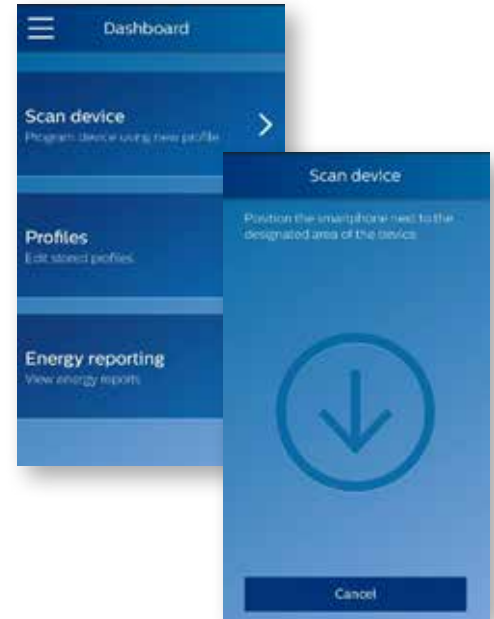 Dashboard
Scan device
Program device using new profile
Profiles
Edit stored profiles
Energy reporting
View energy reports
Scan device
Position the smartphone next to the
designated area of the device
Cancel